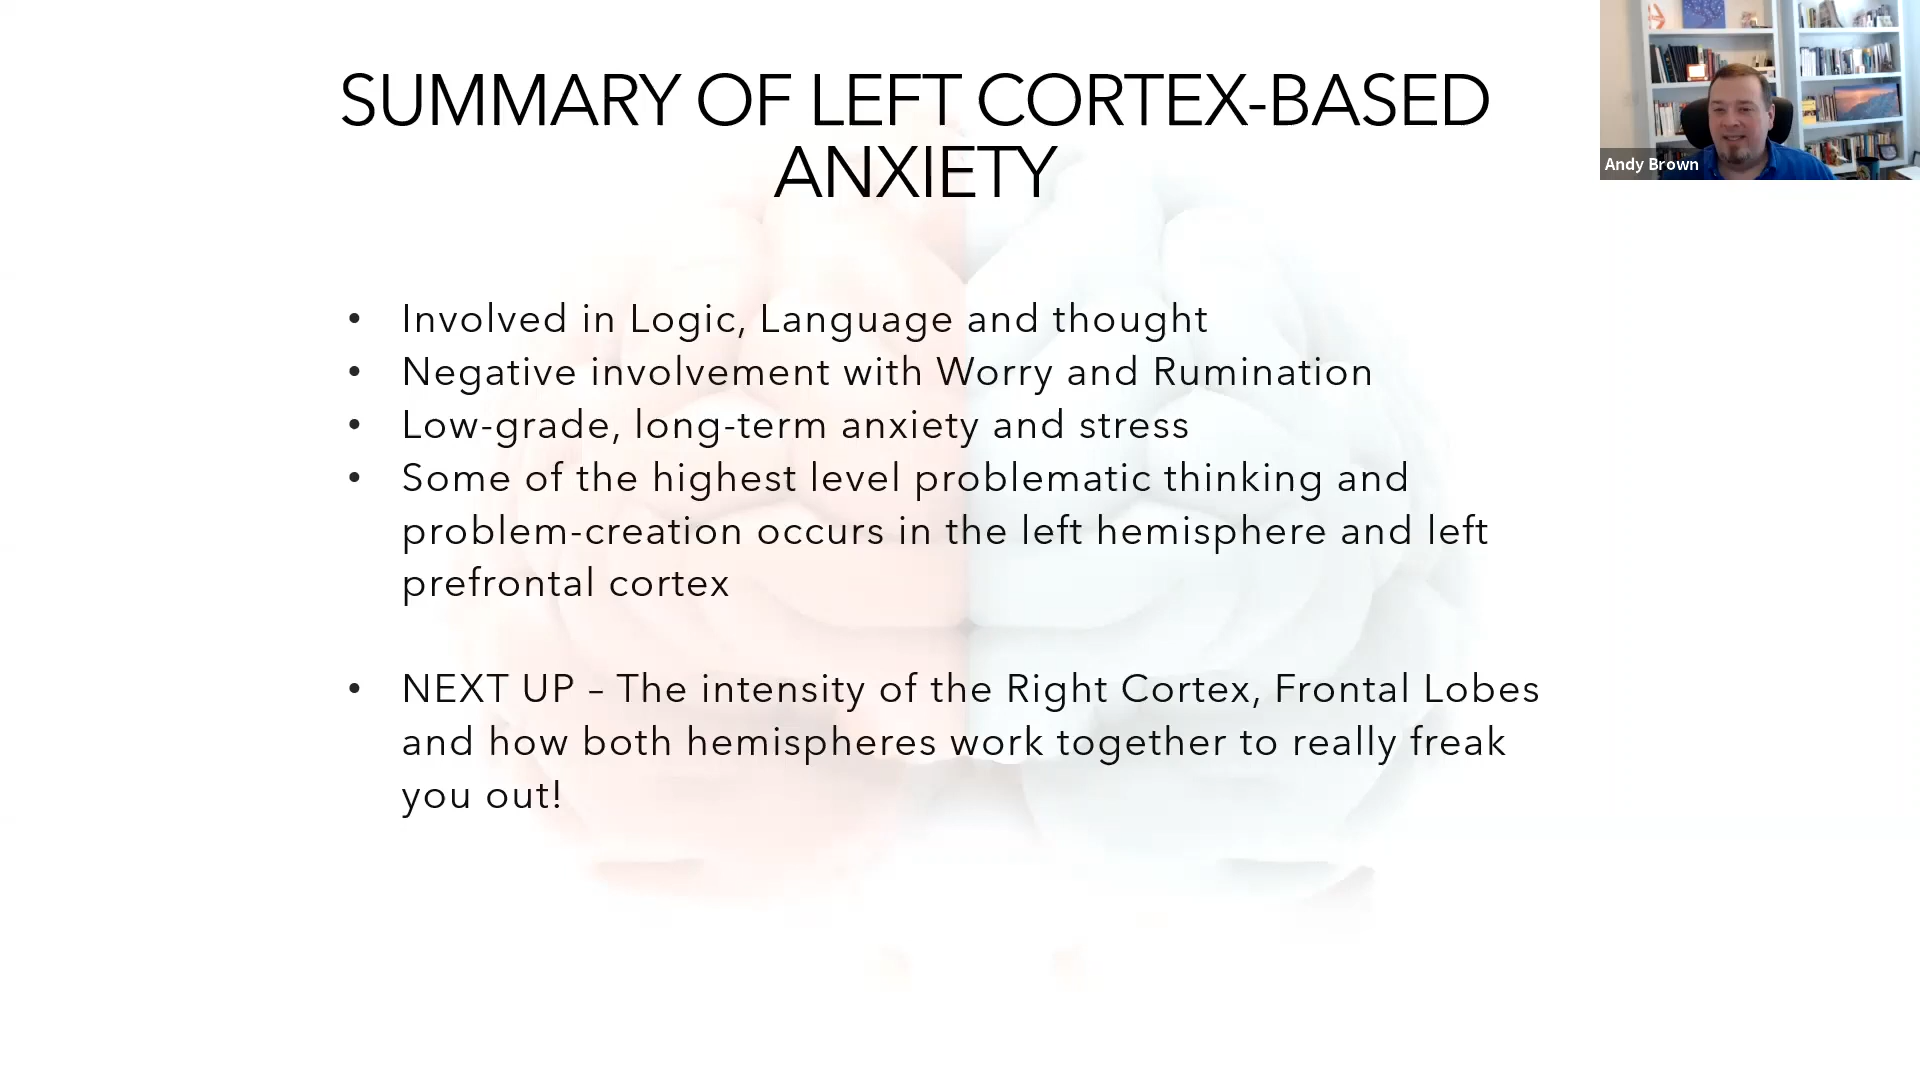 SUMMARY OF LEFT CORTEX-BASED
ANXIETY
Andy Brown
• Involved in Logic, Language and thought
• Negative involvement with Worry and Rumination
• Low-grade, long-term anxiety and stress
• Some of the highest level problematic thinking and
problem-creation occurs in the left hemisphere and left
prefrontal cortex
• NEXT UP – The intensity of the Right Cortex, Frontal Lobes
and how both hemispheres work together to really freak
you out!